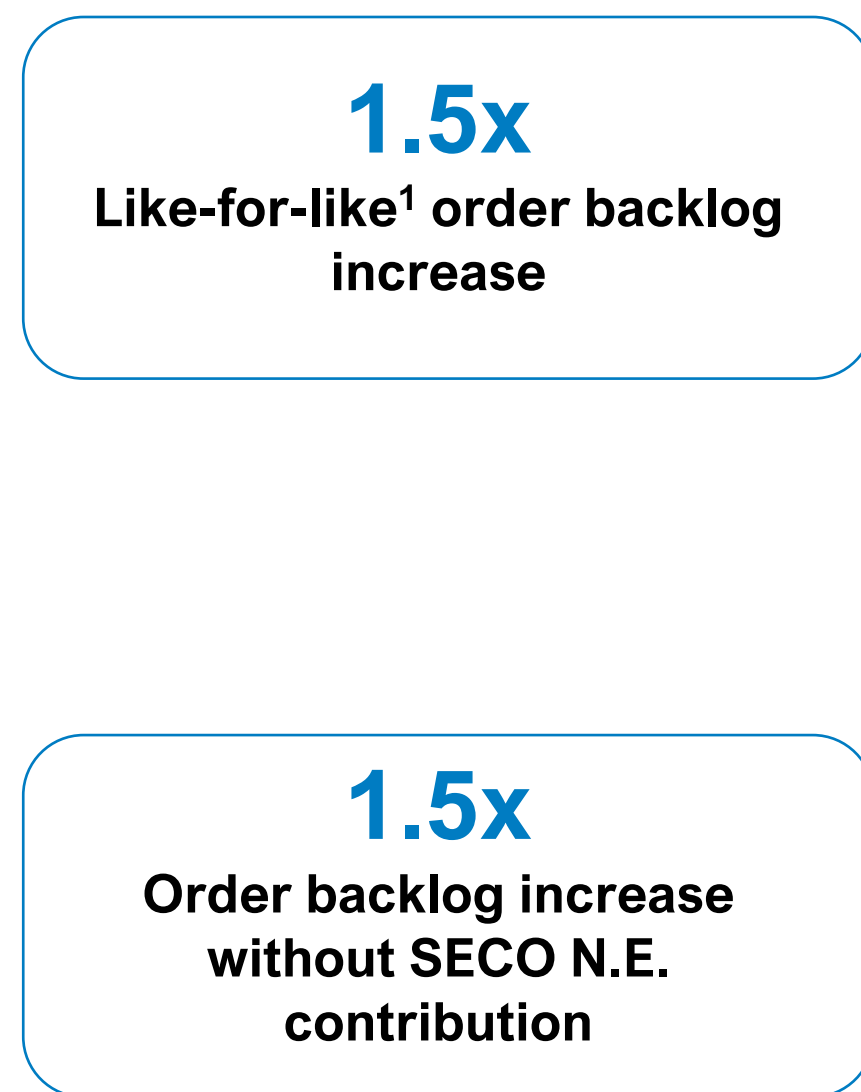 1.5x
Like-for-like¹ order backlog
increase
1.5x
Order backlog increase
without SECO N.E.
contribution